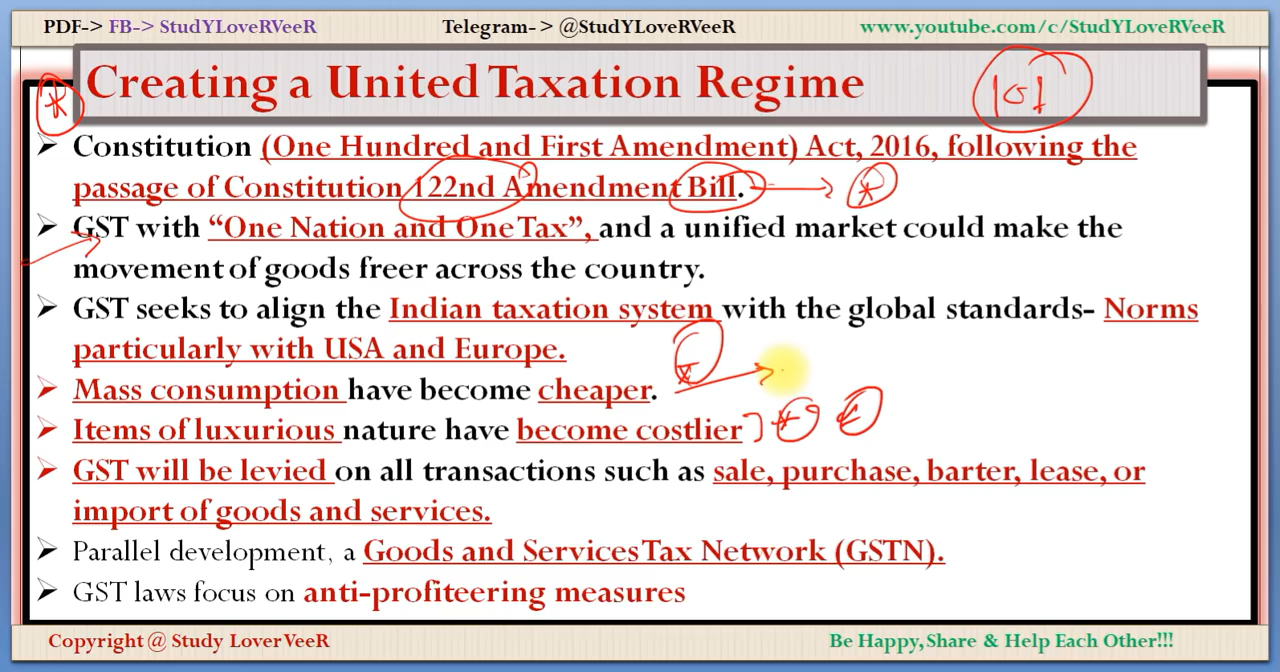 PDF-> FB-> StudYLoveRVeeR
Telegram- > @StudYLoveRVeeR
www.youtube.com/c/StudYLoveRVeeR
Creating a United Taxation Regime
101
➤ Constitution (One Hundred and First Amendment) Act, 2016, following the
passage of Constitution 122nd Amendment Bill.
➤ GST with “One Nation and One Tax”, and a unified market could make the
movement of goods freer across the country.
➤ GST seeks to align the Indian taxation system with the global standards- Norms
particularly with USA and Europe.
➤ Mass consumption have become cheaper.
➤ Items of luxurious nature have become costlier
➤ GST will be levied on all transactions such as sale, purchase, barter, lease, or
import of goods and services.
➤ Parallel development, a Goods and Services Tax Network (GSTN).
➤ GST laws focus on anti-profiteering measures
Copyright @ Study LoverVeeR
Be Happy, Share & Help Each Other!!!